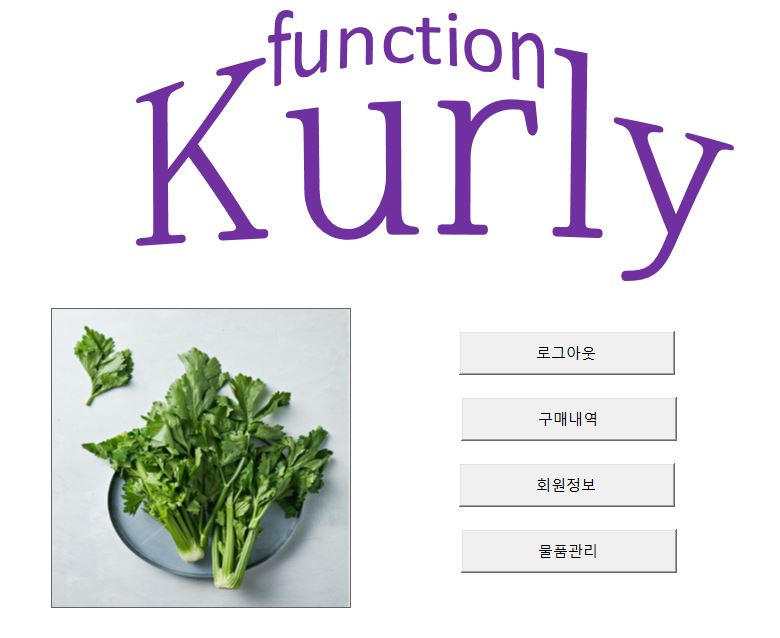 function
Kurly
로그아웃
구매내역
회원정보
물품관리